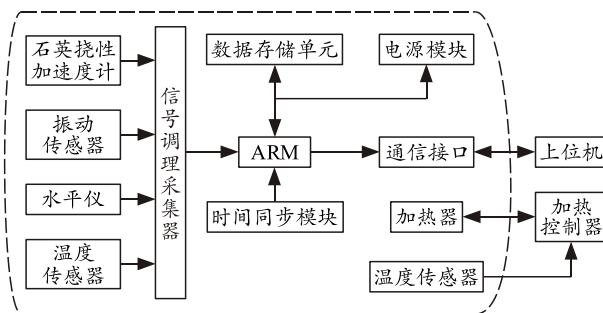 石英挠性
加速度计
振动
传感器
水平仪
温度
传感器
信号调理采集器
数据存储单元
电源模块
ARM
通信接口
上位机
时间同步模块
加热器
加热
控制器
温度传感器